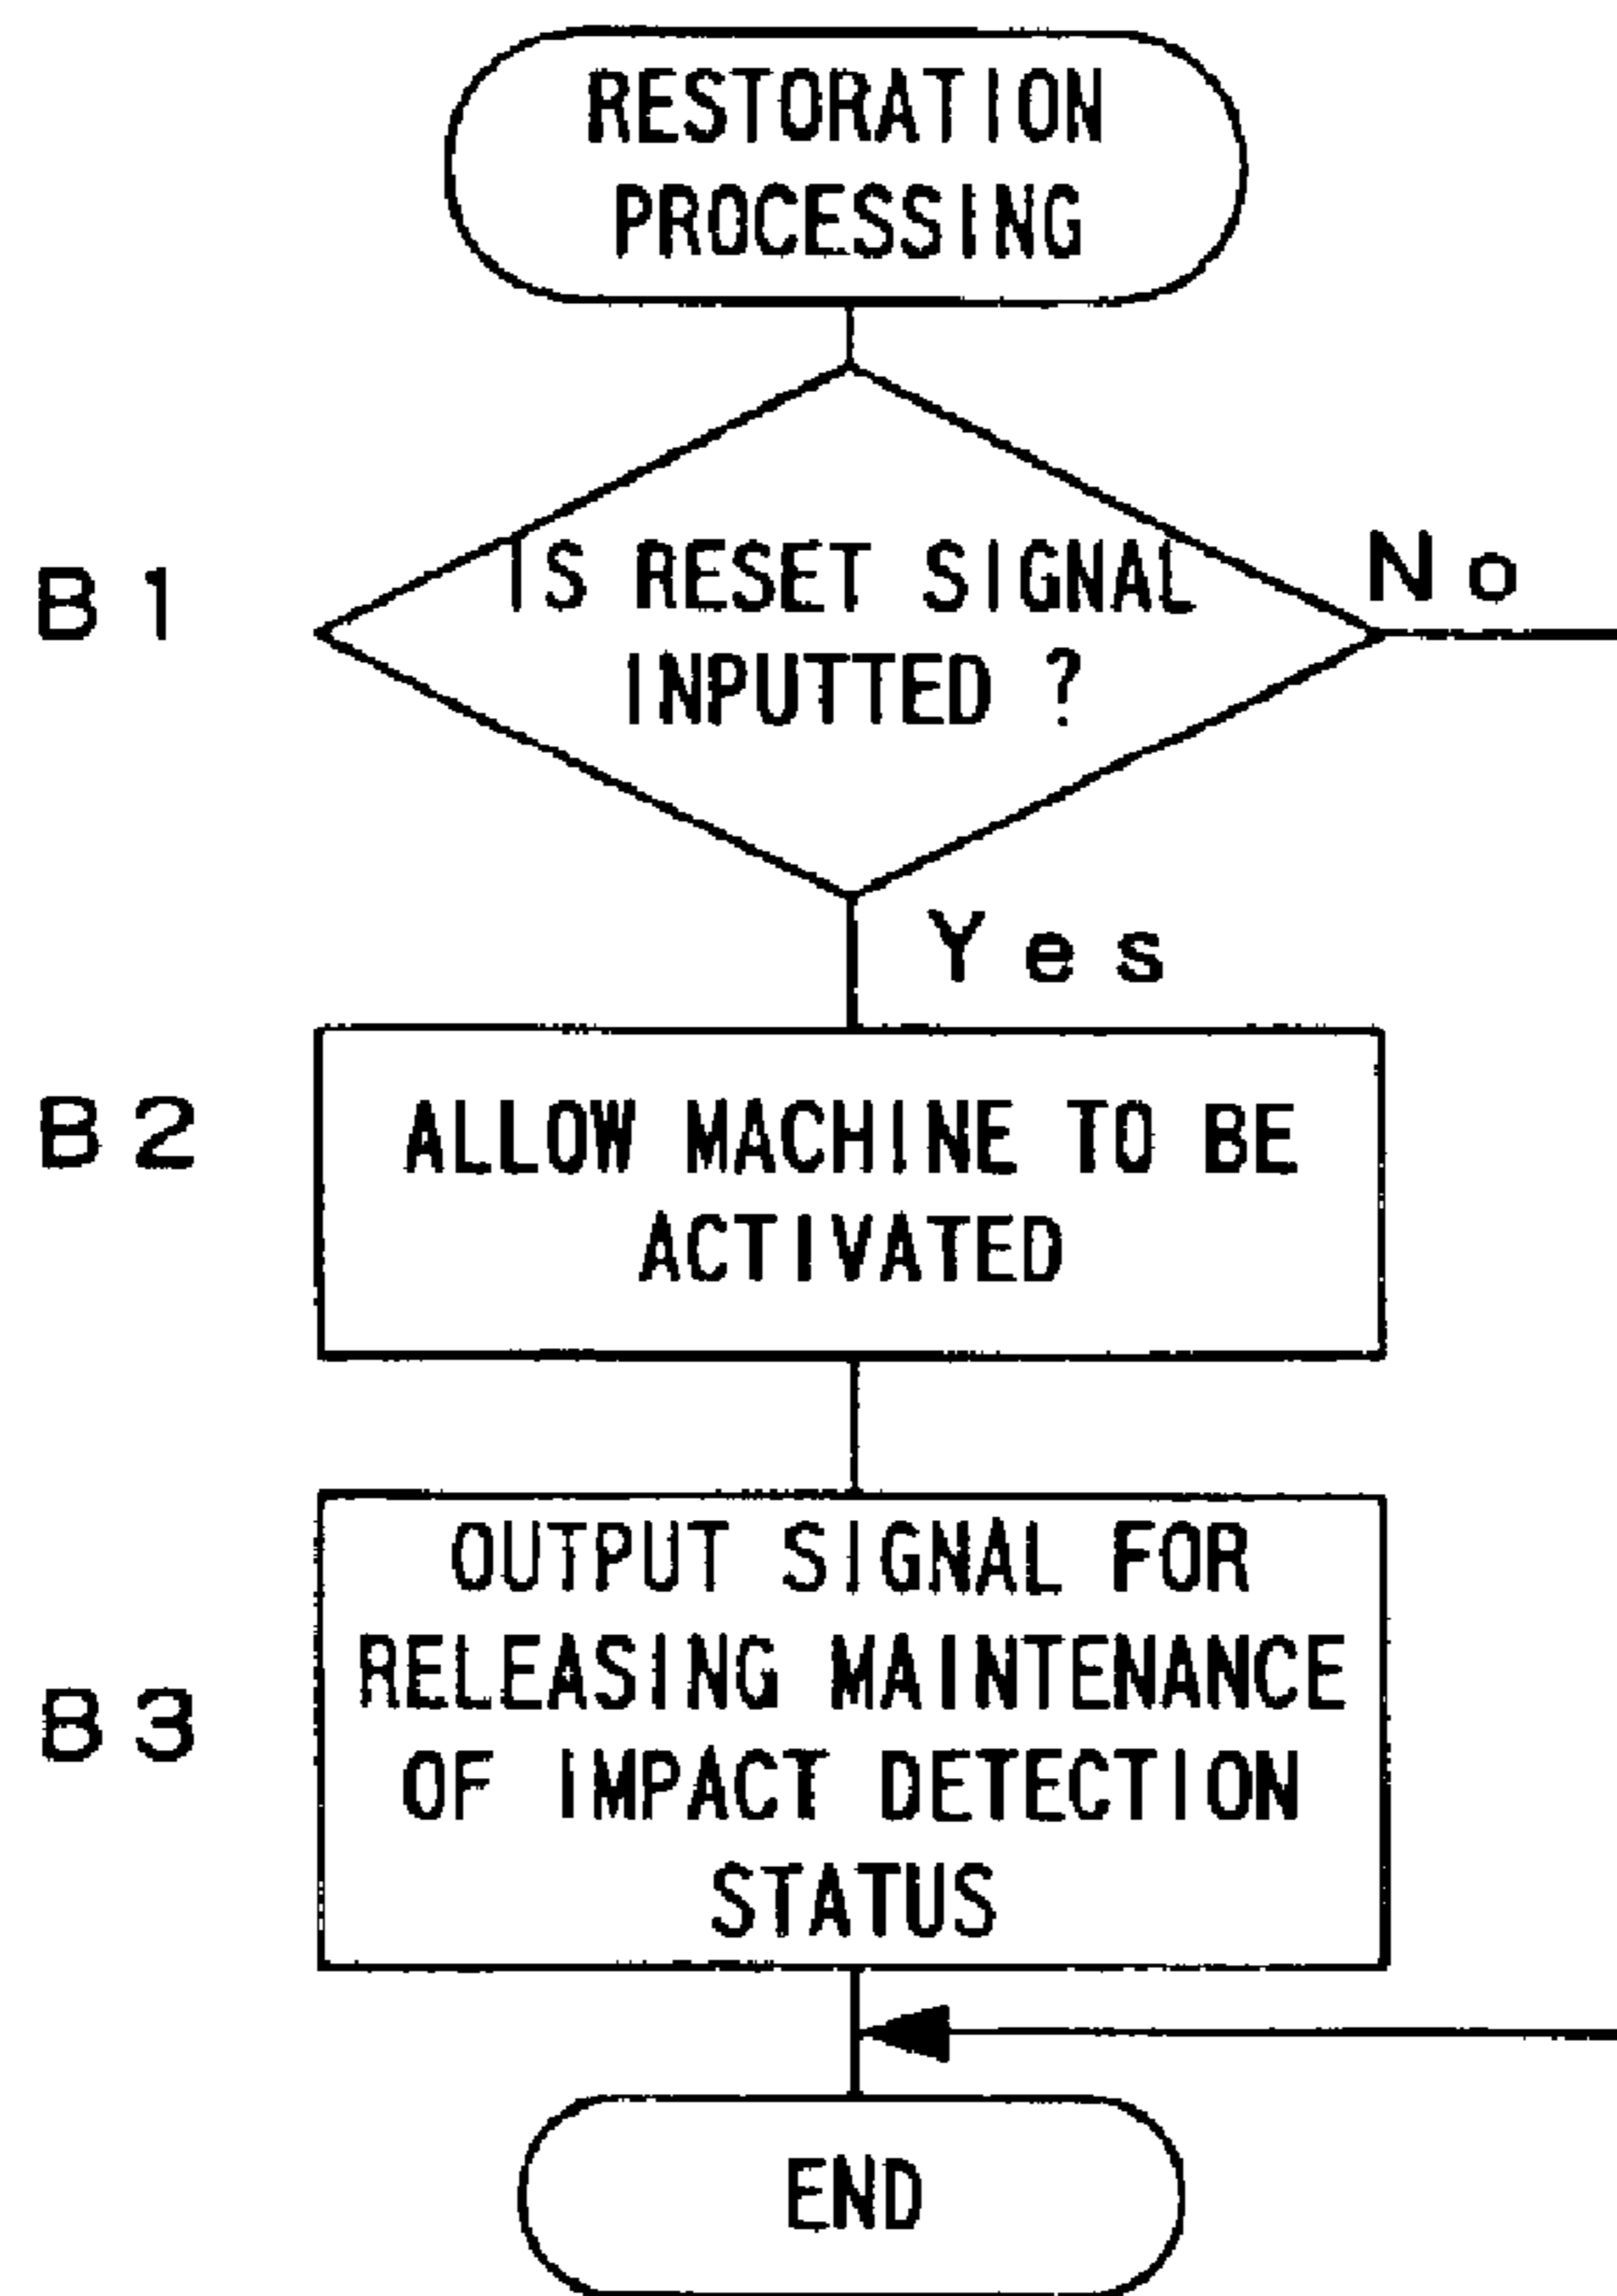 RESTORATION
PROCESSING
B1
IS RESET SIGNAL
INPUTTED ?
No
Yes
B2
ALLOW MACHINE TO BE
ACTIVATED
B3
OUTPUT SIGNAL FOR
RELEASING MAINTENANCE
OF IMPACT DETECTION
STATUS
END